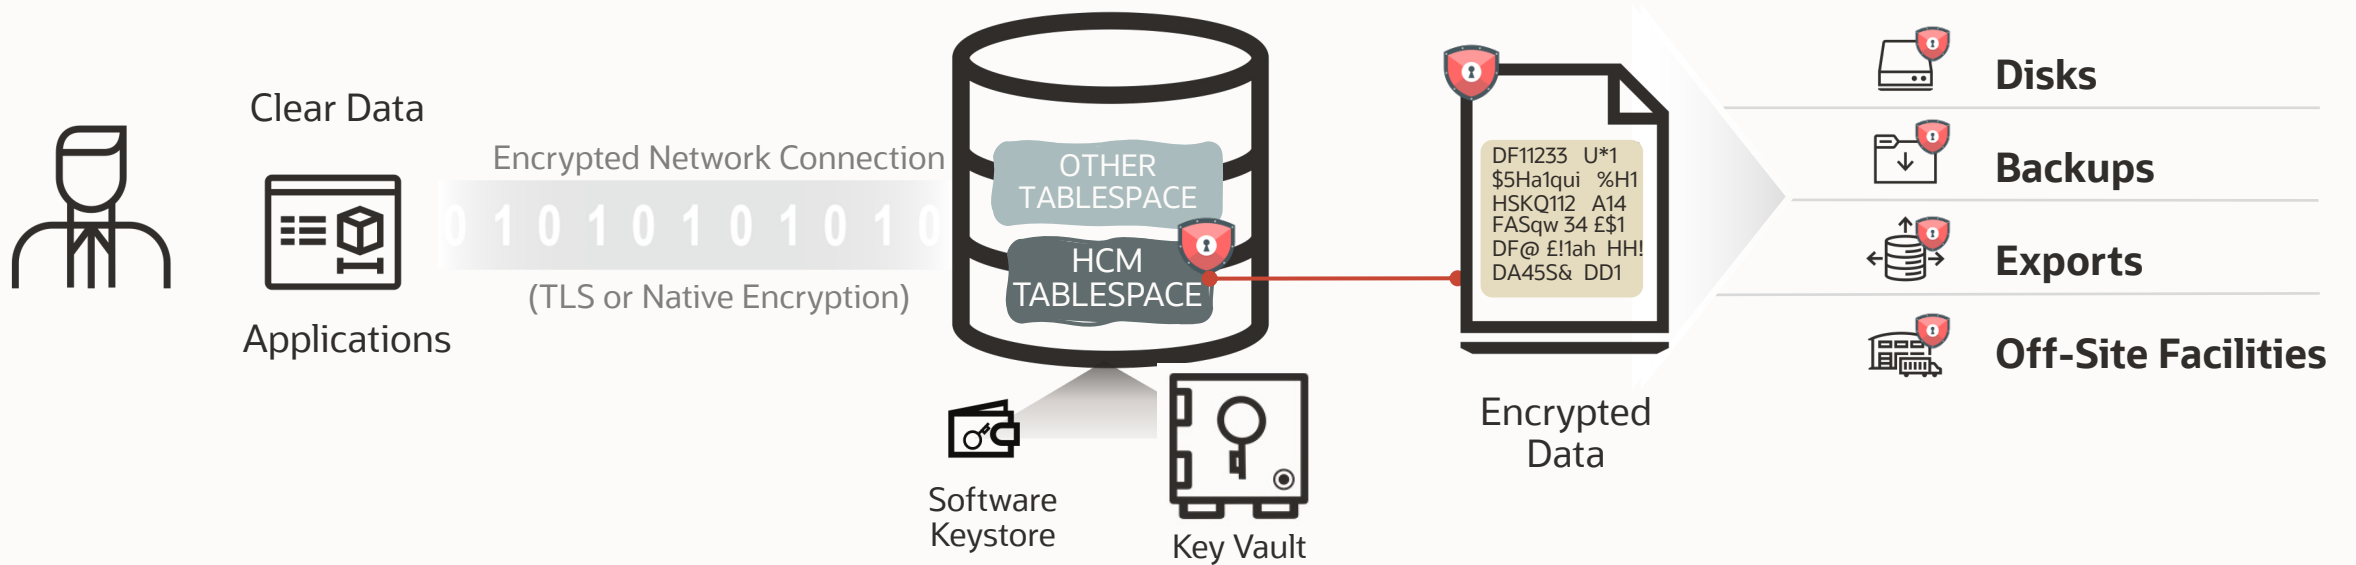 Clear Data
Applications
Encrypted Network Connection
0 1 0 1 0 1 0 1 0 1 0
(TLS or Native Encryption)
OTHER
TABLESPACE
HCM
TABLESPACE
Software
Keystore
Key Vault
DF11233 U*1
$5Ha1qui %H1
HSKQ112 A14
FASqw 34 £$1
DF@ £!1ah HH!
DA45S& DD1
Encrypted
Data
Disks
Backups
Exports
Off-Site Facilities